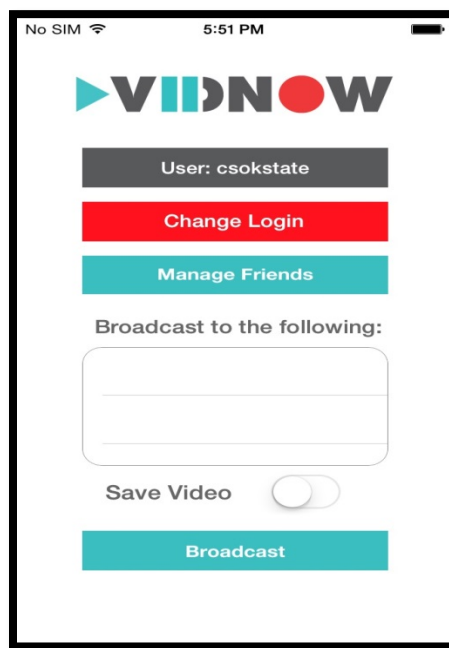 No SIM 5:51 PM
VIDNOW
User: csokstate
Change Login
Manage Friends
Broadcast to the following:
Save Video
Broadcast